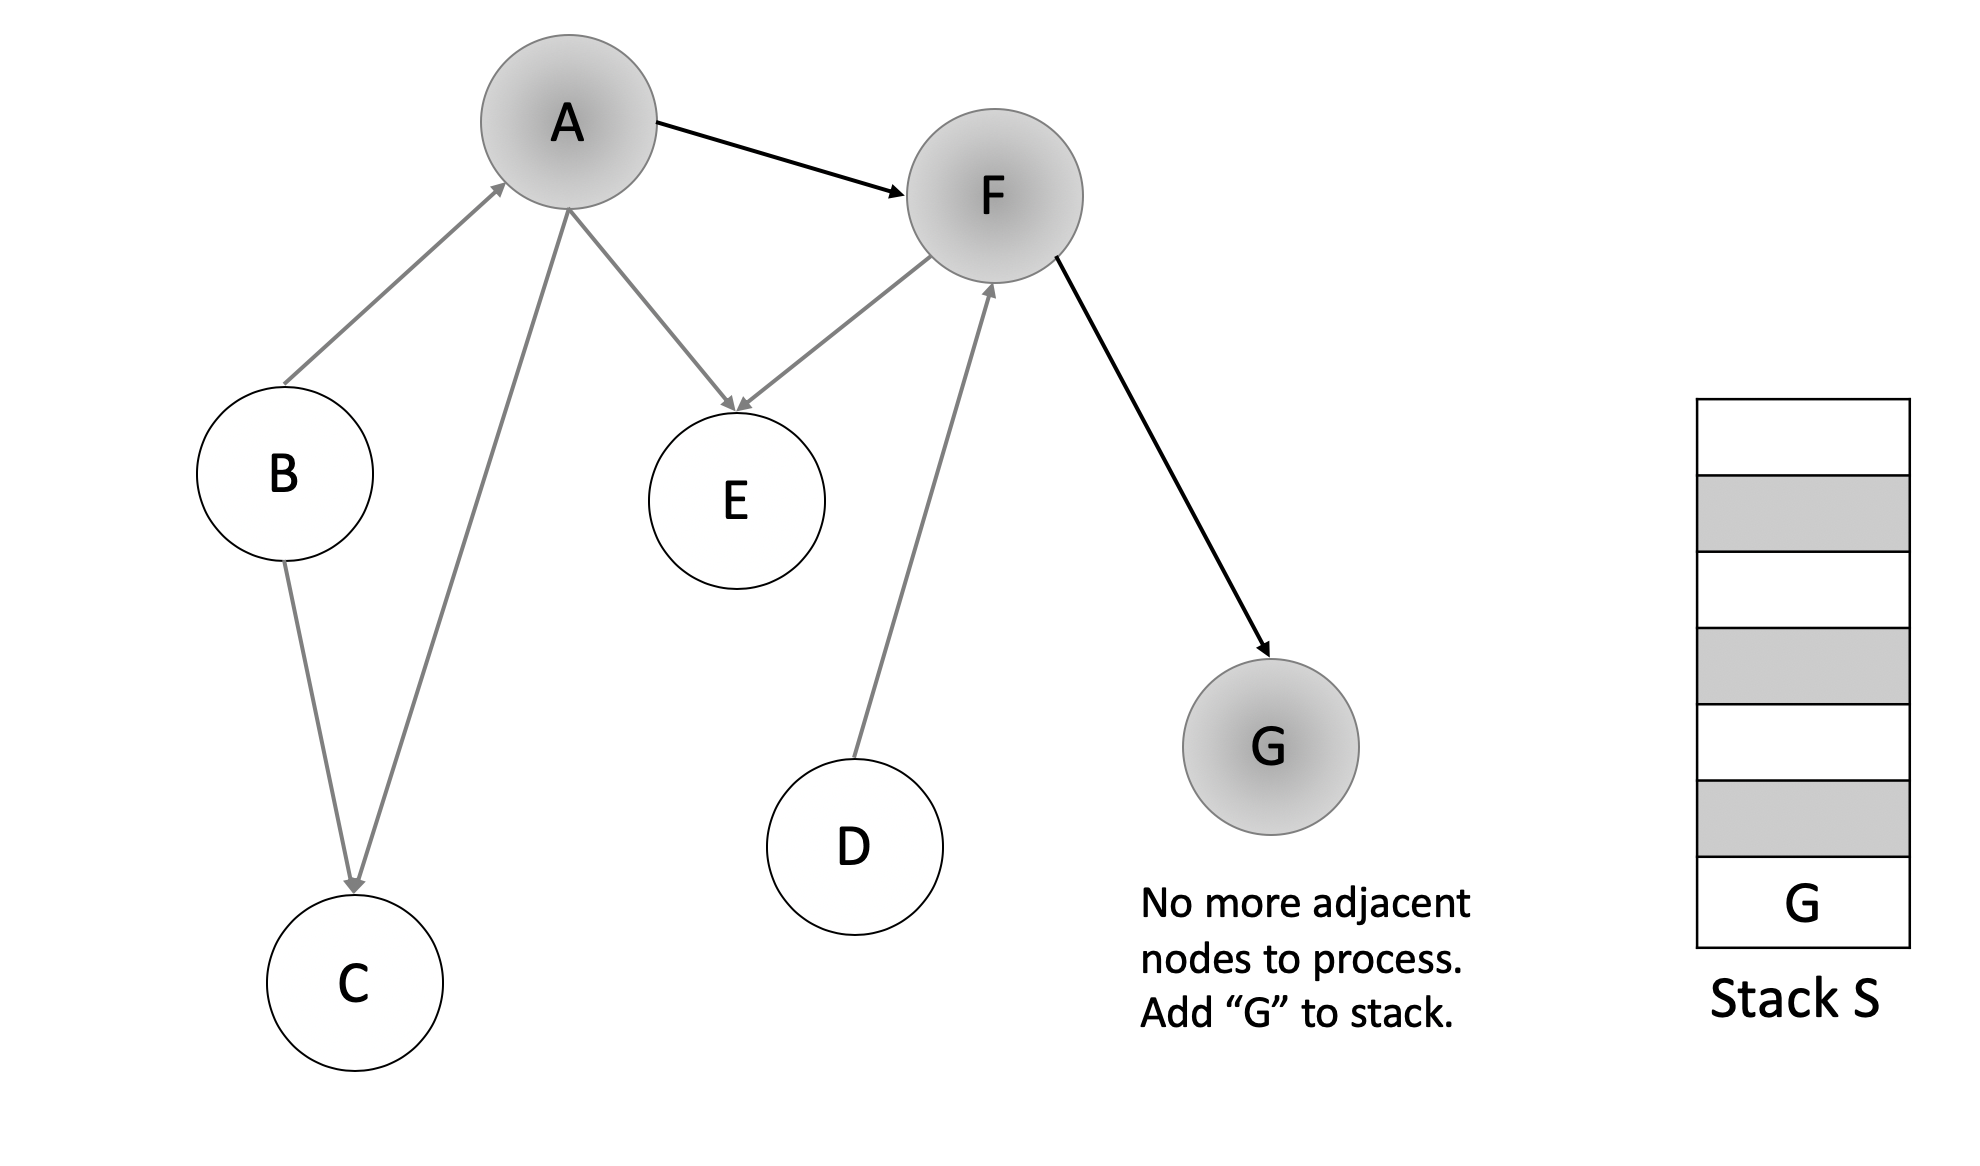 A
F
B
E
G
D
C
No more adjacent
nodes to process.
Add “G” to stack.
G
Stack S